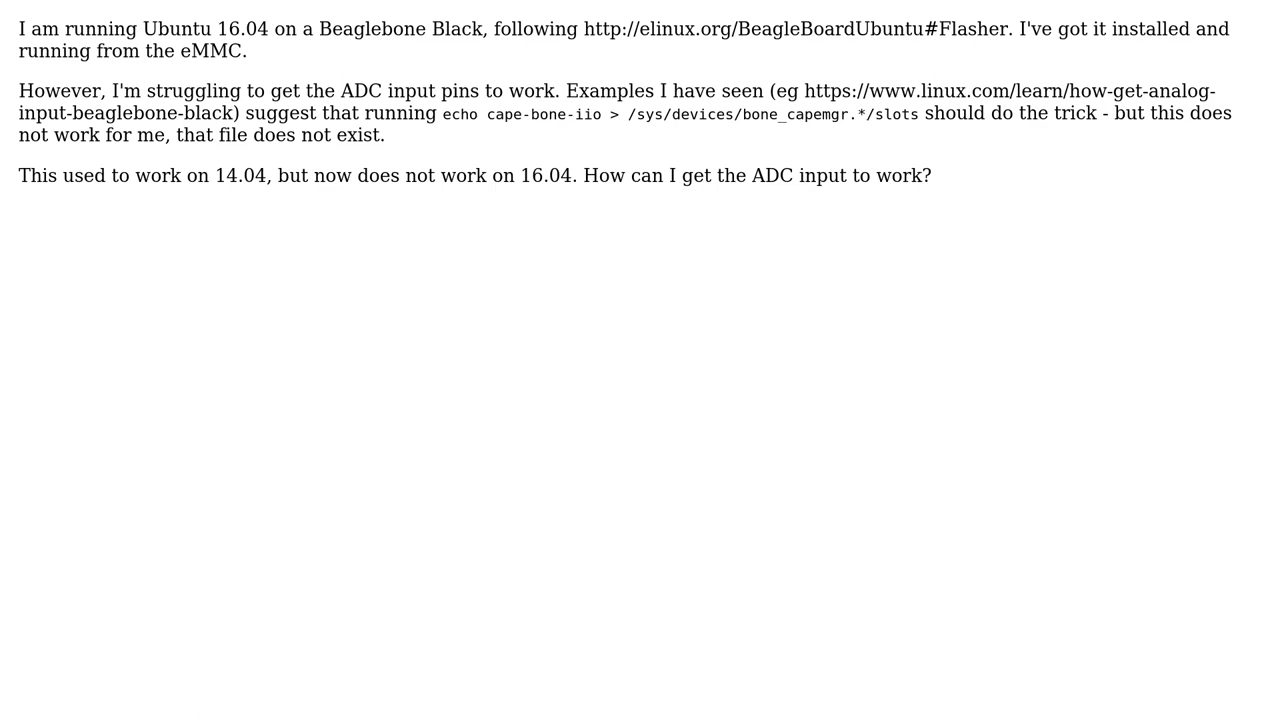 I am running Ubuntu 16.04 on a Beaglebone Black, following http://elinux.org/BeagleBoardUbuntu#Flasher. I've got it installed and
running from the eMMC.
However, I'm struggling to get the ADC input pins to work. Examples I have seen (eg https://www.linux.com/learn/how-get-analog-
input-beaglebone-black) suggest that running echo cape-bone-iio > /sys/devices/bone_capemgr.*/slots should do the trick - but this does
not work for me, that file does not exist.
This used to work on 14.04, but now does not work on 16.04. How can I get the ADC input to work?